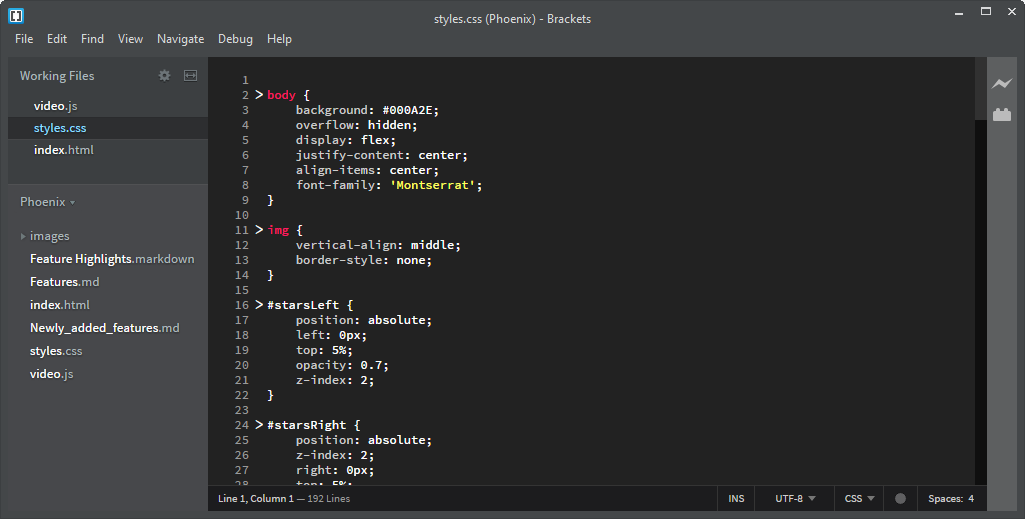 styles.css (Phoenix) - Brackets
File Edit Find View Navigate Debug Help
Working Files
video.js
styles.css
index.html
Phoenix
images
Feature Highlights.markdown
Features.md
index.html
Newly_added_features.md
styles.css
video.js
1
2 > body {
3     background: #000A2E;
4     overflow: hidden;
5     display: flex;
6     justify-content: center;
7     align-items: center;
8     font-family: 'Montserrat';
9 }
10
11 > img {
12     vertical-align: middle;
13     border-style: none;
14 }
15
16 > #starsLeft {
17     position: absolute;
18     left: 0px;
19     top: 5%;
20     opacity: 0.7;
21     z-index: 2;
22 }
23
24 > #starsRight {
25     position: absolute;
26     z-index: 2;
27     right: 0px;
28     top: 5%;
Line 1, Column 1 — 192 Lines INS UTF-8 CSS Spaces: 4